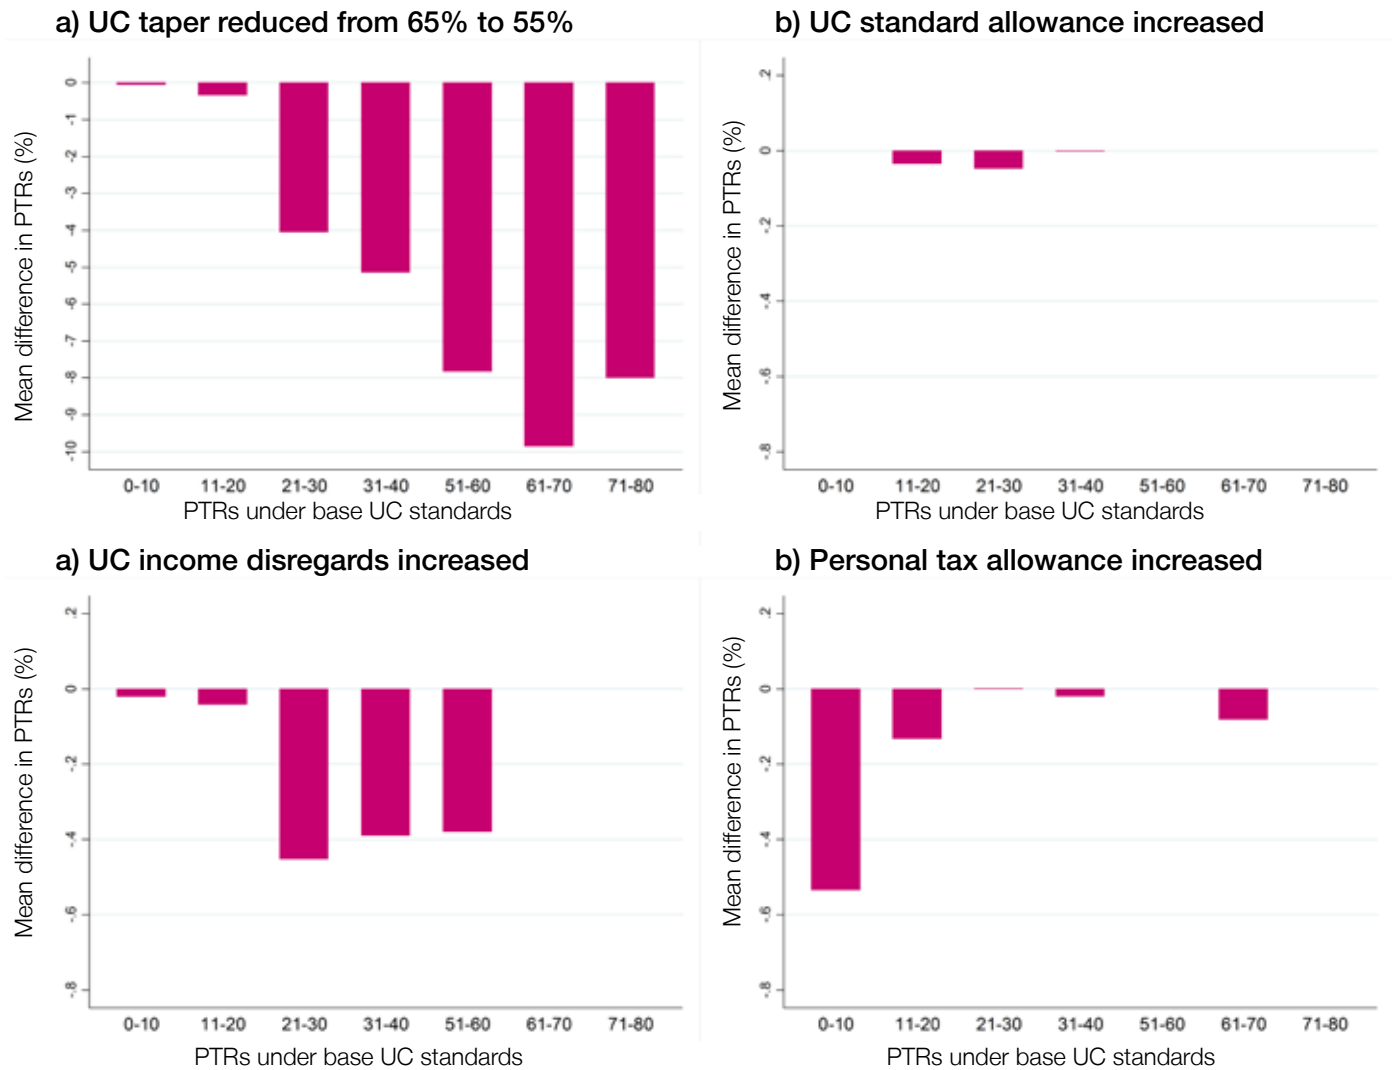 a) UC taper reduced from 65% to 55%
Mean difference in PTRs (%)
0
-1
-2
-3
-4
-5
-6
-7
-8
-9
-10
0-10 11-20 21-30 31-40 51-60 61-70 71-80
PTRs under base UC standards
b) UC standard allowance increased
Mean difference in PTRs (%)
.2
0
-.2
-.4
-.6
-.8
0-10 11-20 21-30 31-40 51-60 61-70 71-80
PTRs under base UC standards
a) UC income disregards increased
Mean difference in PTRs (%)
.2
0
-.2
-.4
-.6
-.8
0-10 11-20 21-30 31-40 51-60 61-70 71-80
PTRs under base UC standards
b) Personal tax allowance increased
Mean difference in PTRs (%)
.2
0
-.2
-.4
-.6
-.8
0-10 11-20 21-30 31-40 51-60 61-70 71-80
PTRs under base UC standards